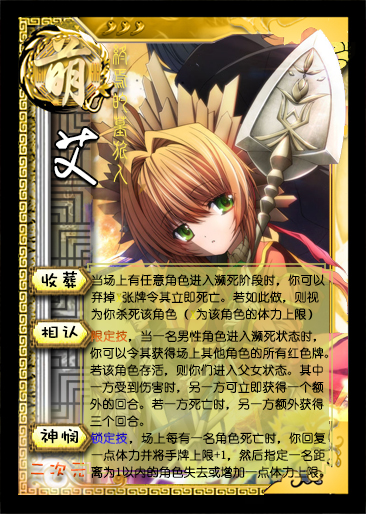 萌
终焉的墓守人
艾
收葬
当场上有任意角色进入濒死阶段时，你可以
弃掉 张牌令其立即死亡。若如此做，则视
为你杀死该角色（ 为该角色的体力上限）
相认
限定技，当一名男性角色进入濒死状态时，
你可以令其获得场上其他角色的所有红色牌。
若该角色存活，则你们进入父女状态。其中
一方受到伤害时，另一方可立即获得一个额
外的回合。若一方死亡时，另一方额外获得
三个回合。
神悯
锁定技，场上每有一名角色死亡时，你回复
一点体力并将手牌上限+1，然后指定一名距
离为1以内的角色失去或增加一点体力上限。
二次元